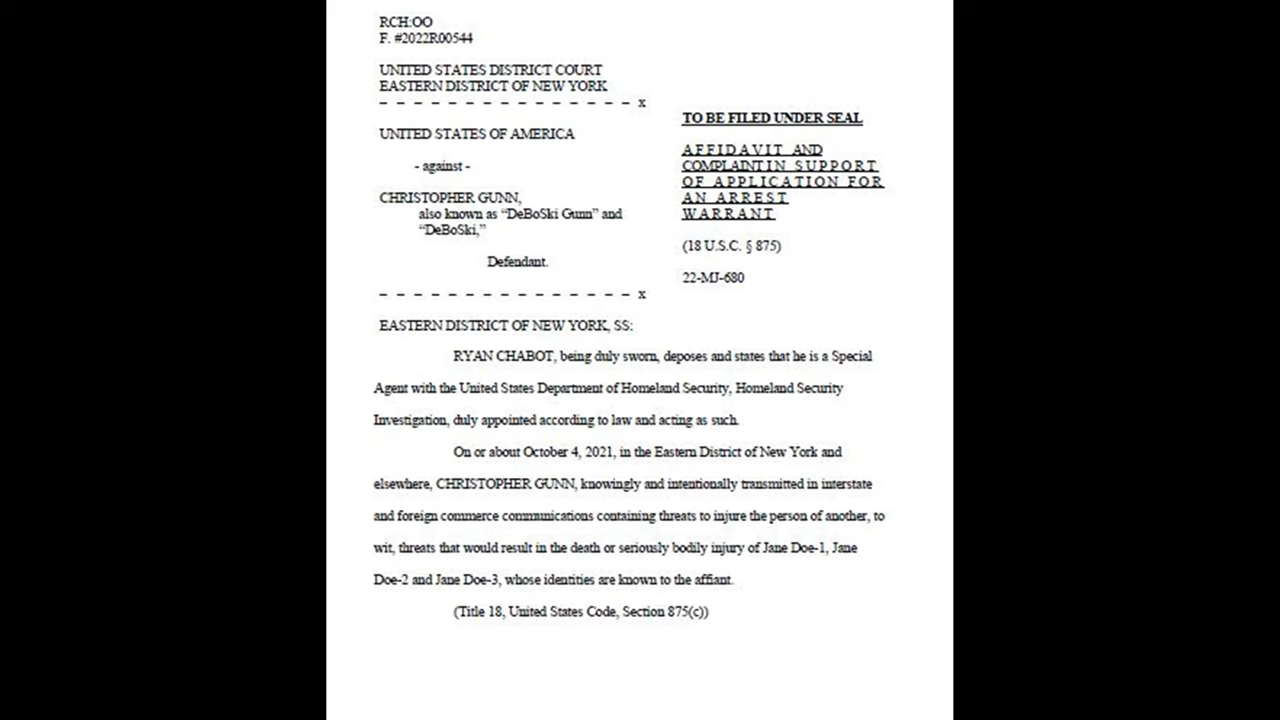 RCH:OO
F. #2022R00544
UNITED STATES DISTRICT COURT
EASTERN DISTRICT OF NEW YORK
– – – – – – – – – – – – – – – x
UNITED STATES OF AMERICA
- against -
CHRISTOPHER GUNN,
also known as “DeBoSki Gunn” and
“DeBoSki,”
Defendant.
– – – – – – – – – – – – – – – x
TO BE FILED UNDER SEAL
AFFIDAVIT AND
COMPLAINT IN SUPPORT
OF APPLICATION FOR
AN ARREST
WARRANT
(18 U.S.C. § 875)
22-MJ-680
EASTERN DISTRICT OF NEW YORK, SS:
RYAN CHABOT, being duly sworn, deposes and states that he is a Special
Agent with the United States Department of Homeland Security, Homeland Security
Investigation, duly appointed according to law and acting as such.
On or about October 4, 2021, in the Eastern District of New York and
elsewhere, CHRISTOPHER GUNN, knowingly and intentionally transmitted in interstate
and foreign commerce communications containing threats to injure the person of another, to
wit, threats that would result in the death or seriously bodily injury of Jane Doe-1, Jane
Doe-2 and Jane Doe-3, whose identities are known to the affiant.
(Title 18, United States Code, Section 875(c))